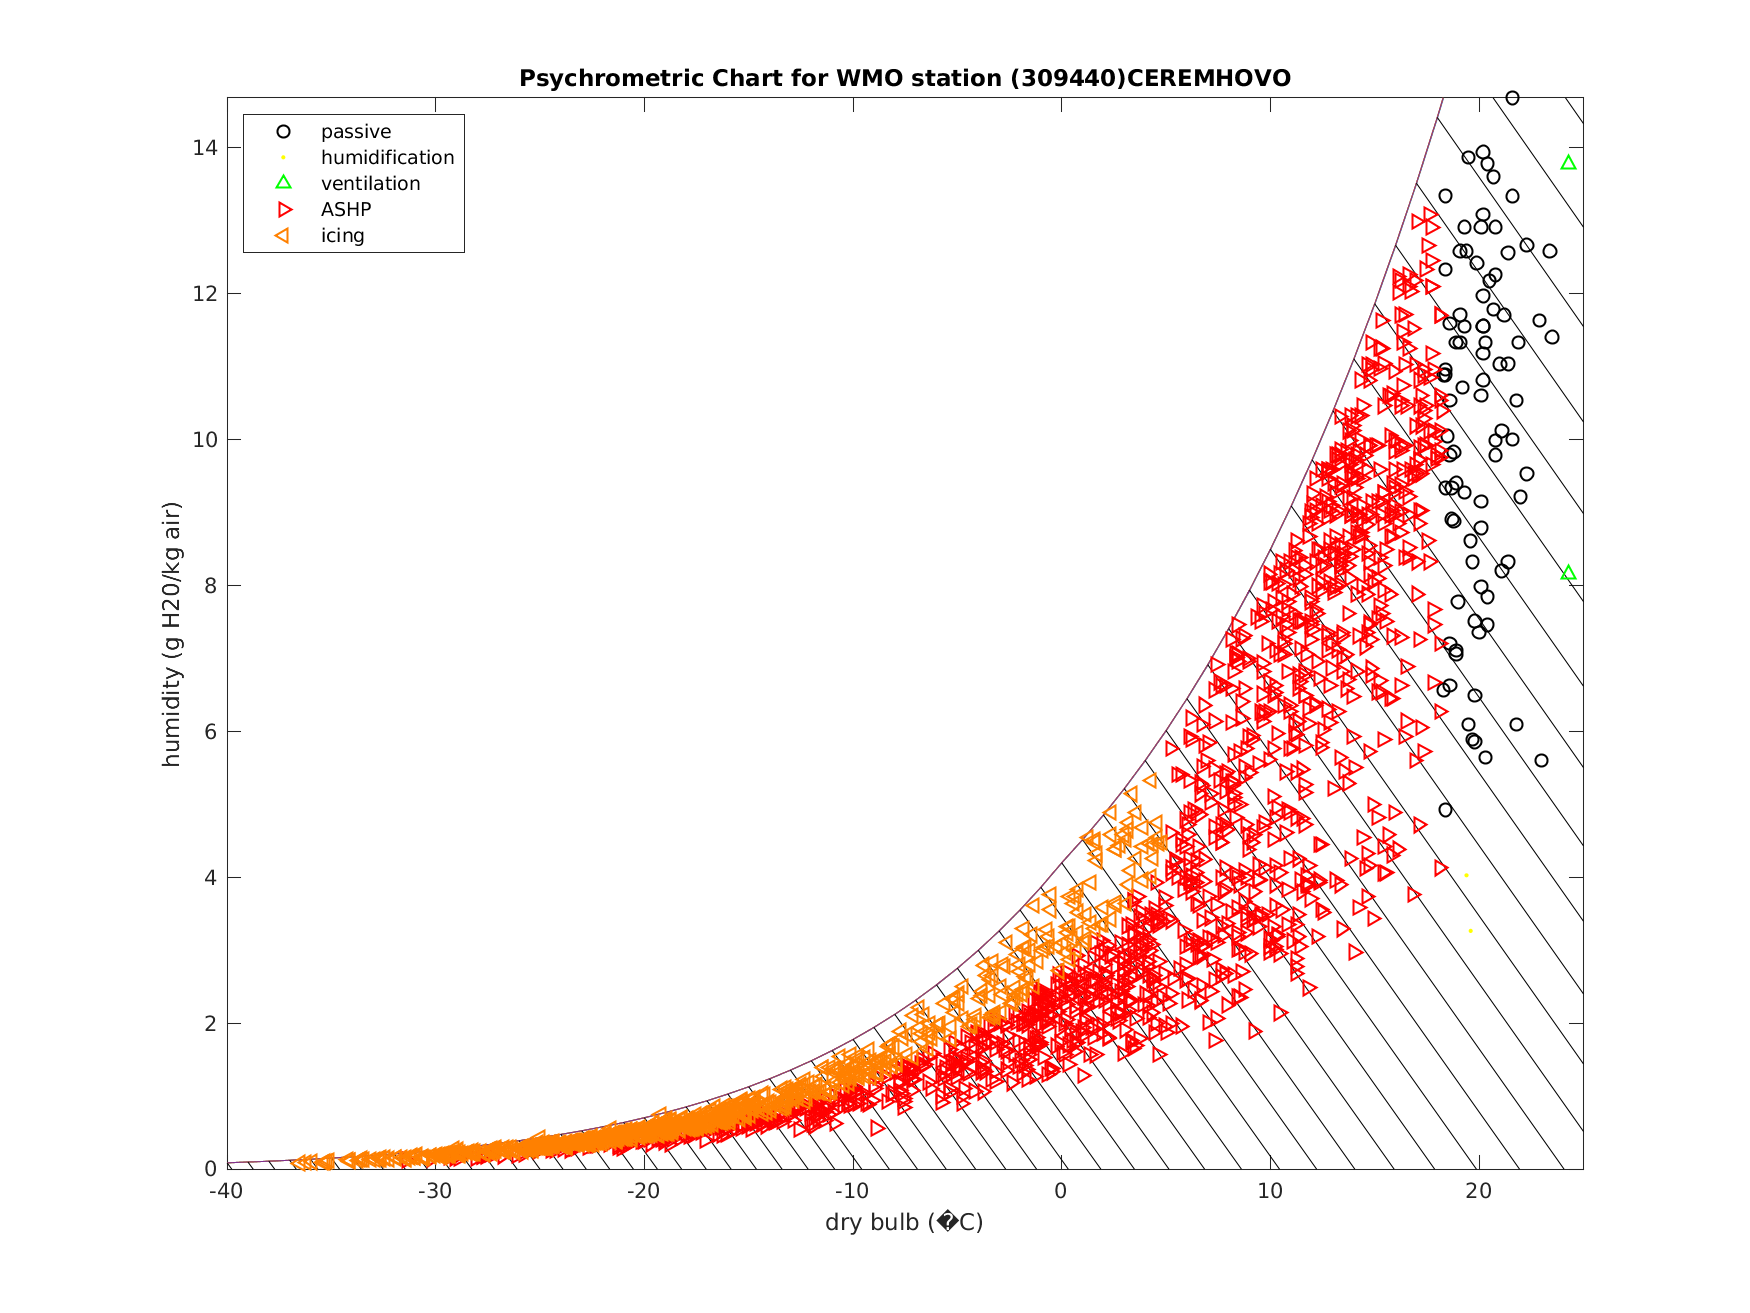 Psychrometric Chart for WMO station (309440)CEREMHOVO
passive
humidification
ventilation
ASHP
icing
14
12
10
8
6
4
2
0
humidity (g H20/kg air)
-40 -30 -20 -10 0 10 20
dry bulb (�C)